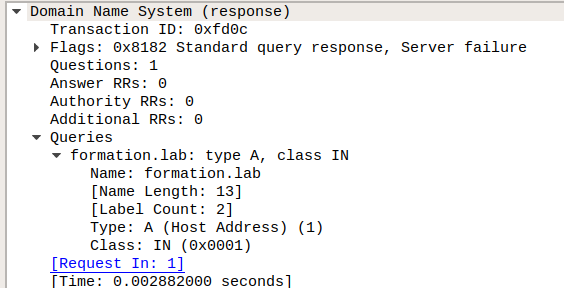 Domain Name System (response)
Transaction ID: 0xfd0c
Flags: 0x8182 Standard query response, Server failure
Questions: 1
Answer RRs: 0
Authority RRs: 0
Additional RRs: 0
Queries
formation.lab: type A, class IN
Name: formation.lab
[Name Length: 13]
[Label Count: 2]
Type: A (Host Address) (1)
Class: IN (0x0001)
[Request In: 1]
[Time: 0.002882000 seconds]